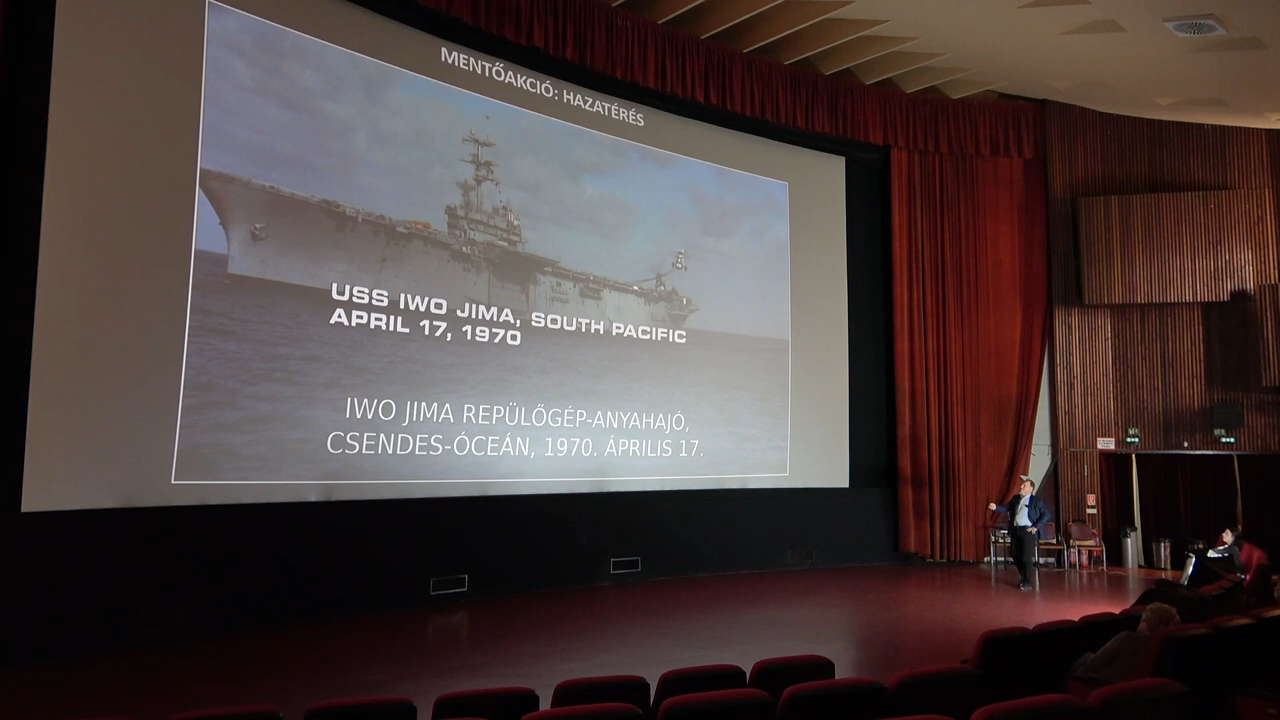 MENTŐAKCIÓ: HAZATÉRÉS
USS IWO JIMA, SOUTH PACIFIC
APRIL 17, 1970
IWO JIMA REPÜLŐGÉP-ANYAHAJÓ,
CSENDES-ÓCEÁN, 1970. ÁPRILIS 17.